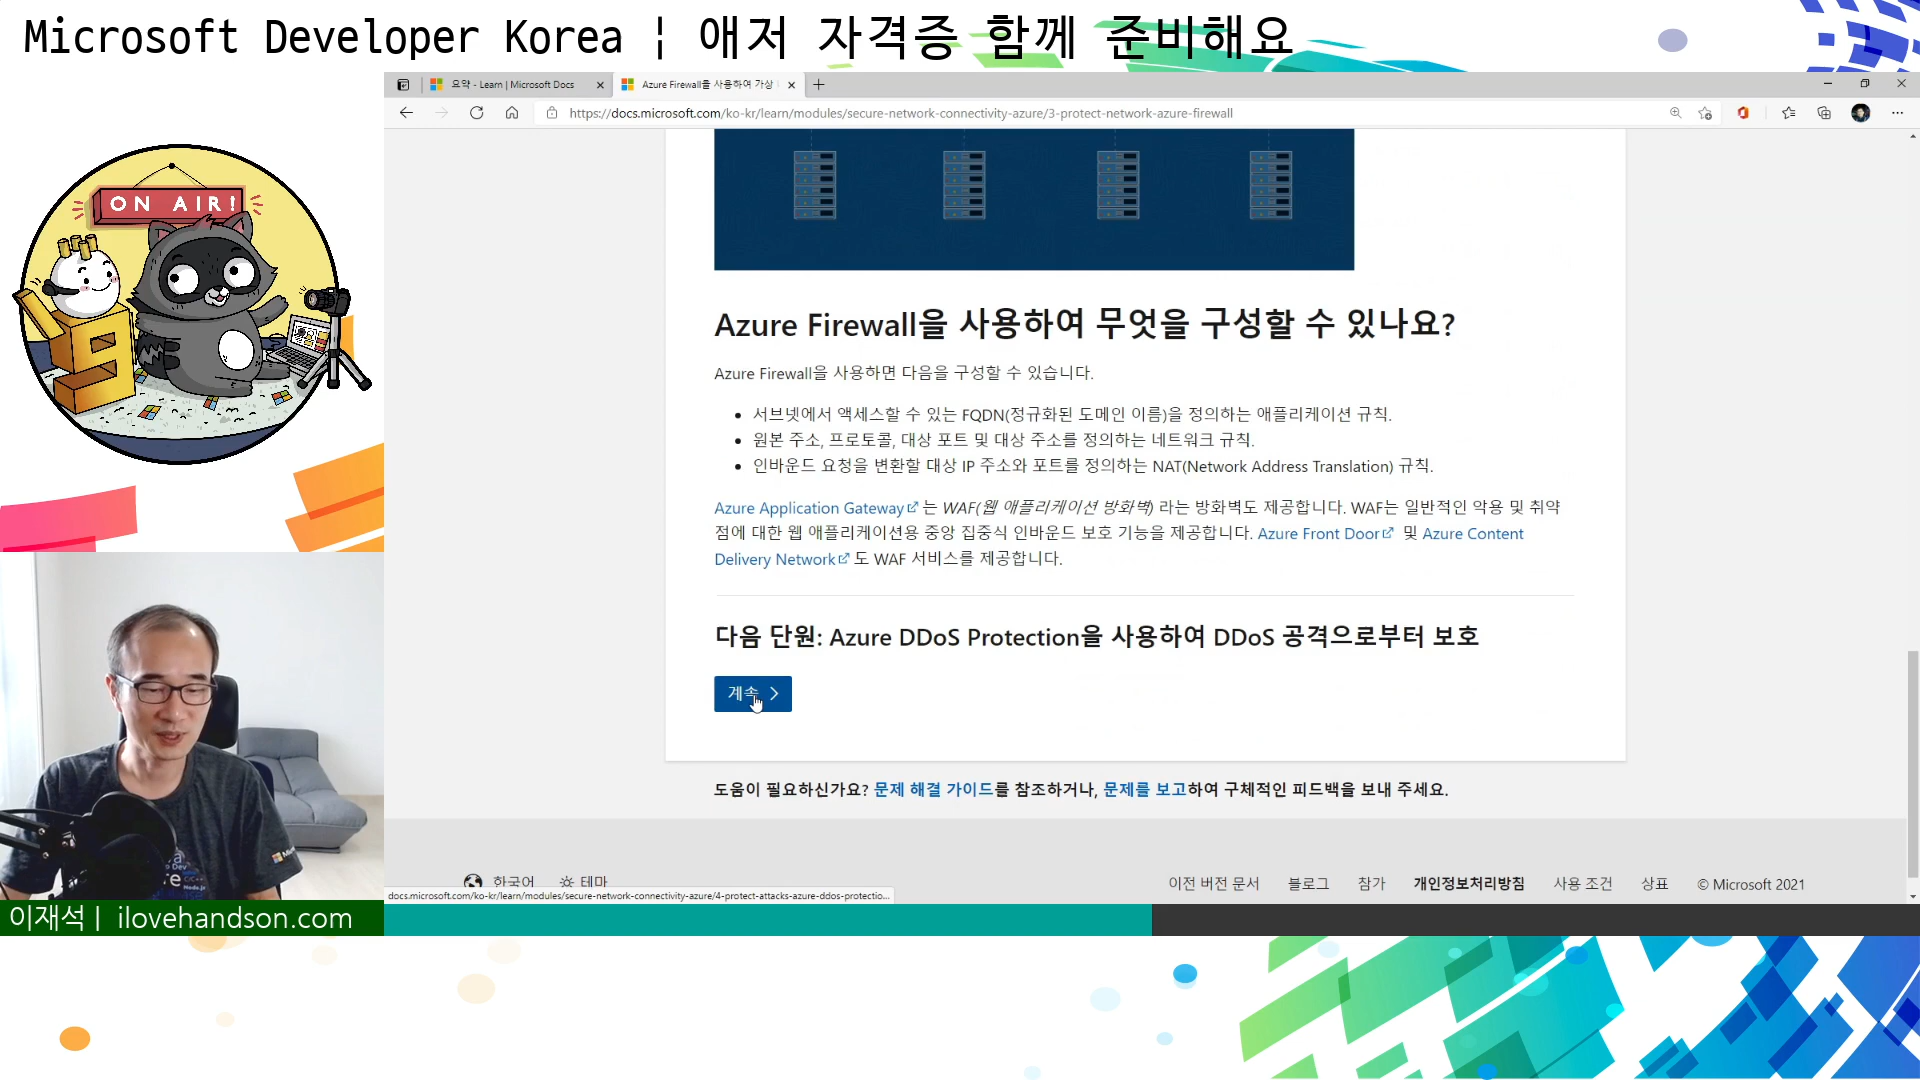 Microsoft Developer Korea ¦ 애저 자격증 함께 준비해요
요약 - Learn | Microsoft Docs
Azure Firewall을 사용하여 가상
https://docs.microsoft.com/ko-kr/learn/modules/secure-network-connectivity-azure/3-protect-network-azure-firewall
ON AIR!
Azure Firewall을 사용하여 무엇을 구성할 수 있나요?
Azure Firewall을 사용하면 다음을 구성할 수 있습니다.
서브넷에서 액세스할 수 있는 FQDN(정규화된 도메인 이름)을 정의하는 애플리케이션 규칙.
원본 주소, 프로토콜, 대상 포트 및 대상 주소를 정의하는 네트워크 규칙.
인바운드 요청을 변환할 대상 IP 주소와 포트를 정의하는 NAT(Network Address Translation) 규칙.
Azure Application Gateway 는 WAF(웹 애플리케이션 방화벽) 라는 방화벽도 제공합니다. WAF는 일반적인 악용 및 취약
점에 대한 웹 애플리케이션용 중앙 집중식 인바운드 보호 기능을 제공합니다. Azure Front Door 및 Azure Content
Delivery Network 도 WAF 서비스를 제공합니다.
다음 단원: Azure DDoS Protection을 사용하여 DDoS 공격으로부터 보호
계속
도움이 필요하신가요? 문제 해결 가이드를 참조하거나, 문제를 보고하여 구체적인 피드백을 보내 주세요.
한국어
테마
이전 버전 문서 블로그 참가 개인정보처리방침 사용 조건 상표 © Microsoft 2021
docs.microsoft.com/ko-kr/learn/modules/secure-network-connectivity-azure/4-protect-attacks-azure-ddos-protectio...
이재석 | ilovehandson.com